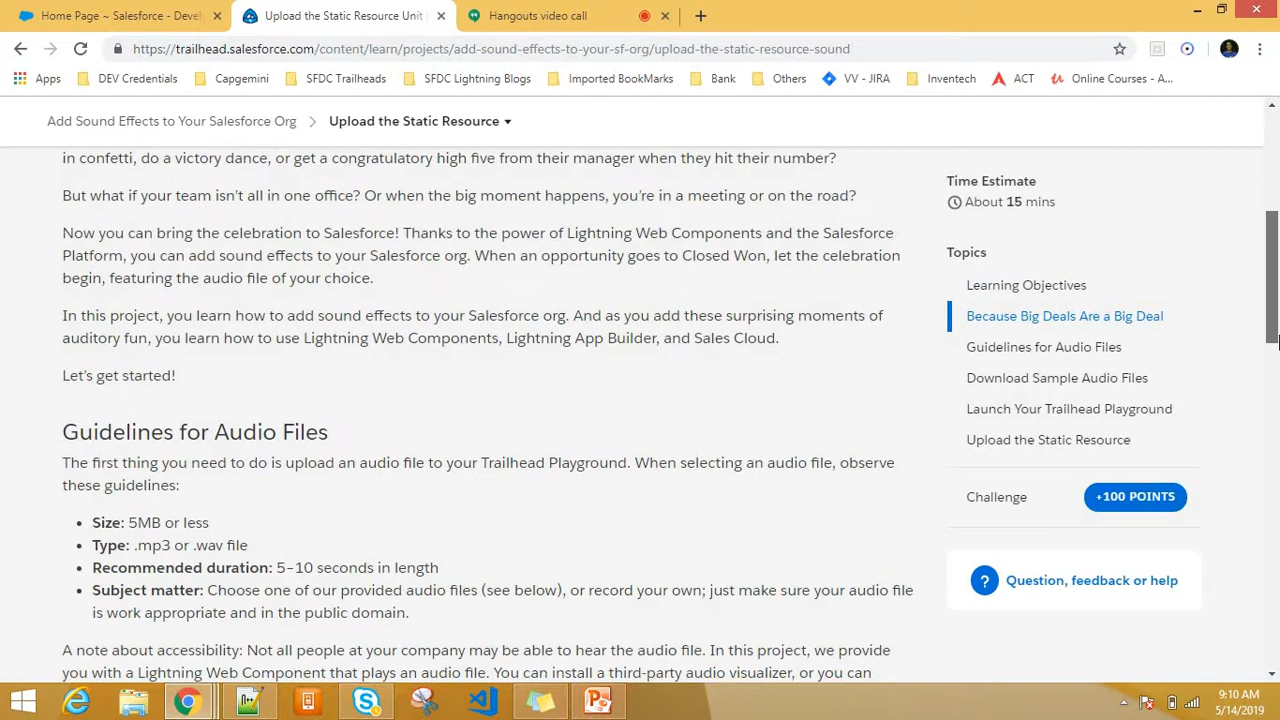 Home Page ~ Salesforce - Devel
Upload the Static Resource Unit
Hangouts video call
https://trailhead.salesforce.com/content/learn/projects/add-sound-effects-to-your-sf-org/upload-the-static-resource-sound
Apps
DEV Credentials
Capgemini
SFDC Trailheads
SFDC Lightning Blogs
Imported BookMarks
Bank
Others
VV - JIRA
Inventech
ACT
Online Courses - A...
Add Sound Effects to Your Salesforce Org
Upload the Static Resource
in confetti, do a victory dance, or get a congratulatory high five from their manager when they hit their number?
But what if your team isn't all in one office? Or when the big moment happens, you're in a meeting or on the road?
Now you can bring the celebration to Salesforce! Thanks to the power of Lightning Web Components and the Salesforce
Platform, you can add sound effects to your Salesforce org. When an opportunity goes to Closed Won, let the celebration
begin, featuring the audio file of your choice.
In this project, you learn how to add sound effects to your Salesforce org. And as you add these surprising moments of
auditory fun, you learn how to use Lightning Web Components, Lightning App Builder, and Sales Cloud.
Let's get started!
Guidelines for Audio Files
The first thing you need to do is upload an audio file to your Trailhead Playground. When selecting an audio file, observe
these guidelines:
• Size: 5MB or less
• Type: .mp3 or .wav file
• Recommended duration: 5–10 seconds in length
• Subject matter: Choose one of our provided audio files (see below), or record your own; just make sure your audio file
is work appropriate and in the public domain.
A note about accessibility: Not all people at your company may be able to hear the audio file. In this project, we provide
you with a Lightning Web Component that plays an audio file. You can install a third-party audio visualizer, or you can
Time Estimate
About 15 mins
Topics
Learning Objectives
Because Big Deals Are a Big Deal
Guidelines for Audio Files
Download Sample Audio Files
Launch Your Trailhead Playground
Upload the Static Resource
Challenge
+100 POINTS
? Question, feedback or help
9:10 AM
5/14/2019